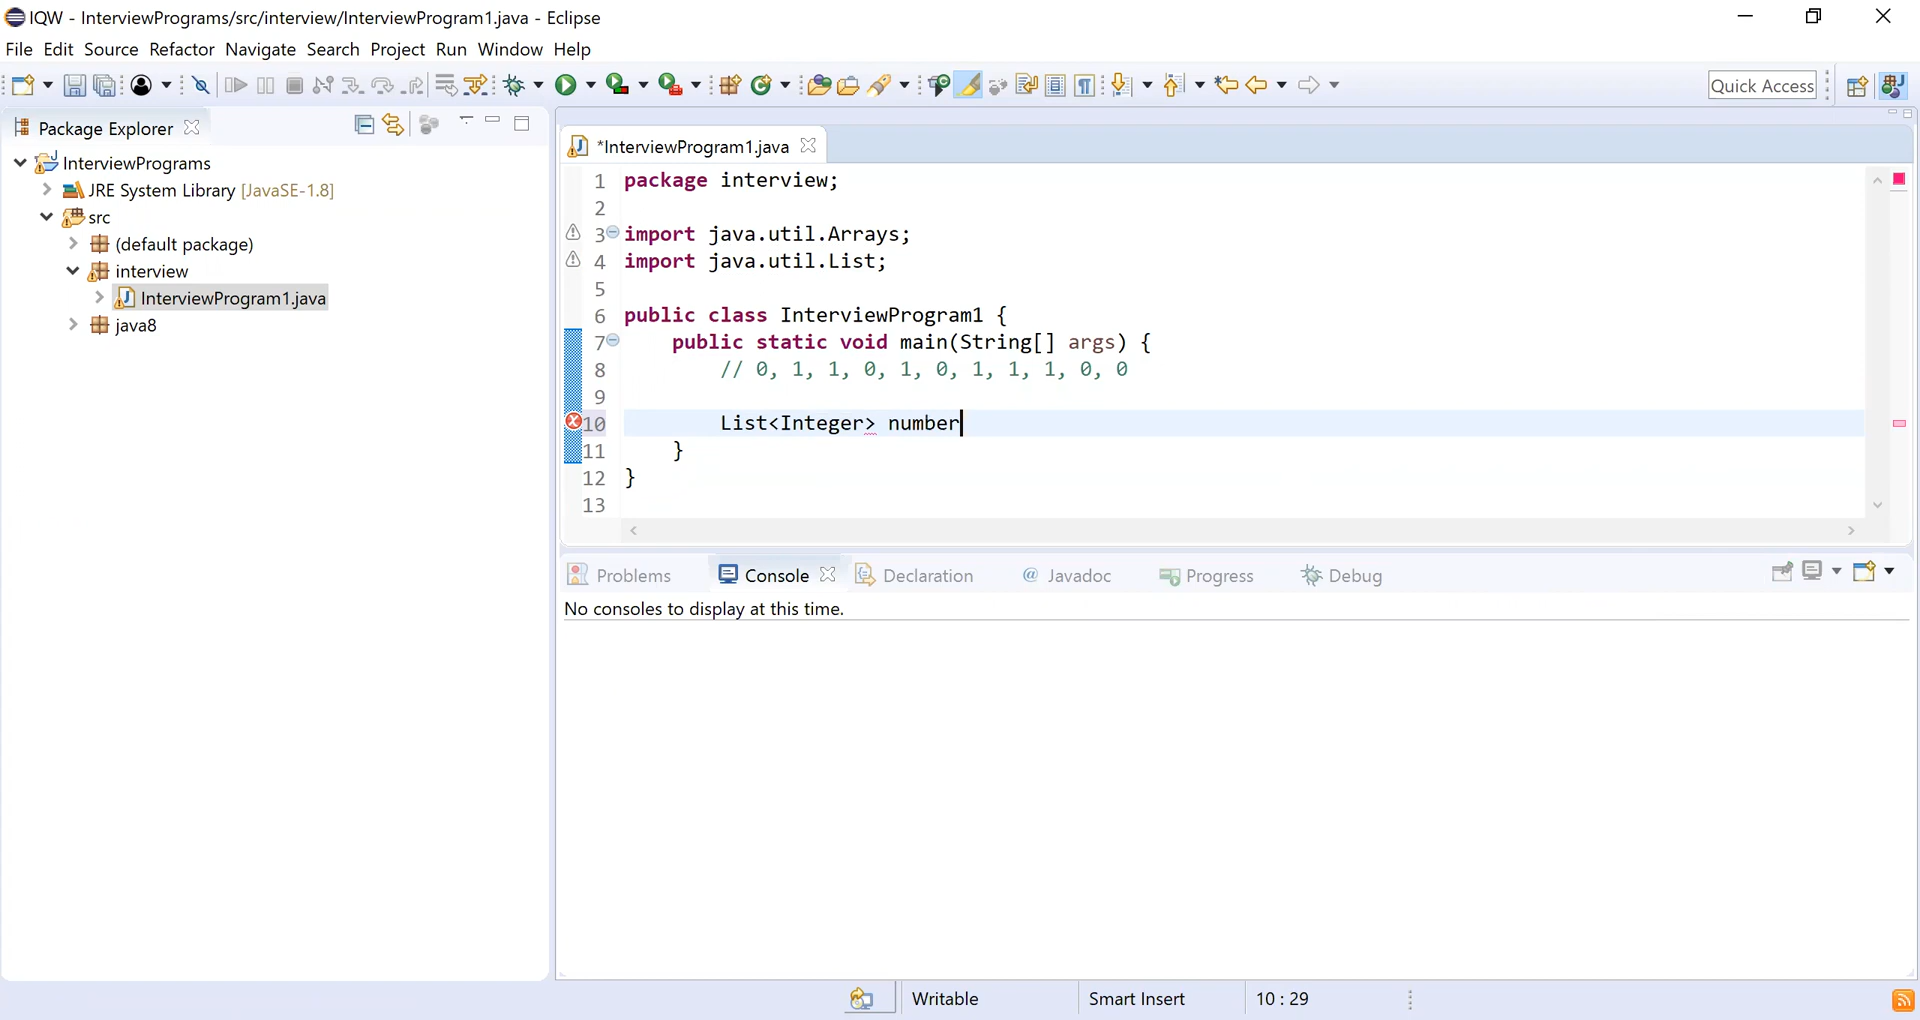 IQW - InterviewPrograms/src/interview/InterviewProgram1.java - Eclipse
File Edit Source Refactor Navigate Search Project Run Window Help
Quick Access
Package Explorer
*InterviewProgram1.java
InterviewPrograms
JRE System Library [JavaSE-1.8]
src
(default package)
interview
InterviewProgram1.java
java8
1 package interview;
2
3 import java.util.Arrays;
4 import java.util.List;
5
6 public class InterviewProgram1 {
7 public static void main(String[] args) {
8 // 0, 1, 1, 0, 1, 0, 1, 1, 1, 0, 0
9
10 List<Integer> number
11 }
12 }
13
Problems Console Declaration @ Javadoc Progress Debug
No consoles to display at this time.
Writable Smart Insert 10 : 29